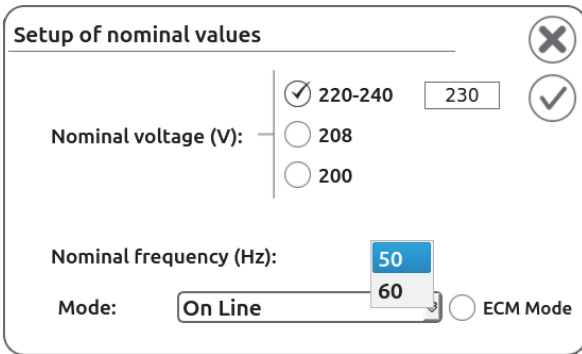 Setup of nominal values
220-240 230
Nominal voltage (V): 208
200
Nominal frequency (Hz): 50
60
Mode: On Line ECM Mode